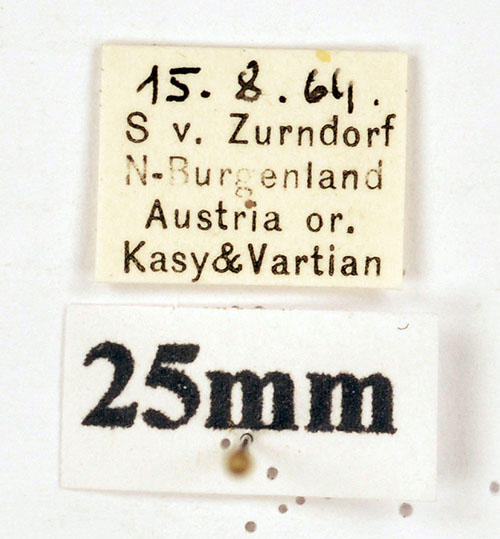 15. 8. 64.
S v. Zurndorf
N-Burgenland
Austria or.
Kasy&Vartian
25mm